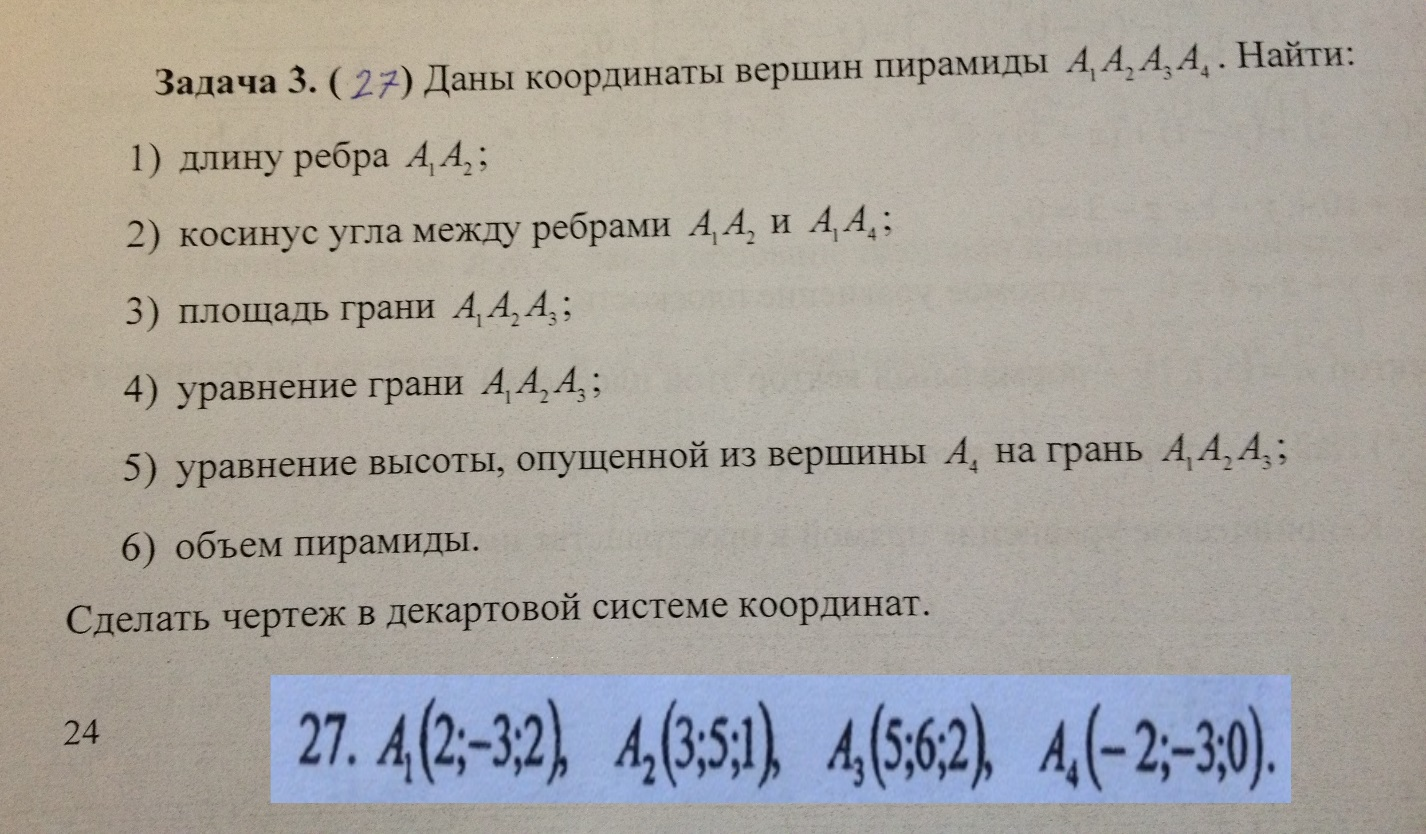 Задача 3. (27) Даны координаты вершин пирамиды A₁A₂A₃A₄. Найти:
1) длину ребра A₁A₂;
2) косинус угла между ребрами A₁A₂ и A₁A₄;
3) площадь грани A₁A₂A₃;
4) уравнение грани A₁A₂A₃;
5) уравнение высоты, опущенной из вершины A₄ на грань A₁A₂A₃;
6) объем пирамиды.
Сделать чертеж в декартовой системе координат.
24
27. A₁(2;–3;2), A₂(3;5;1), A₃(5;6;2), A₄(– 2;–3;0).